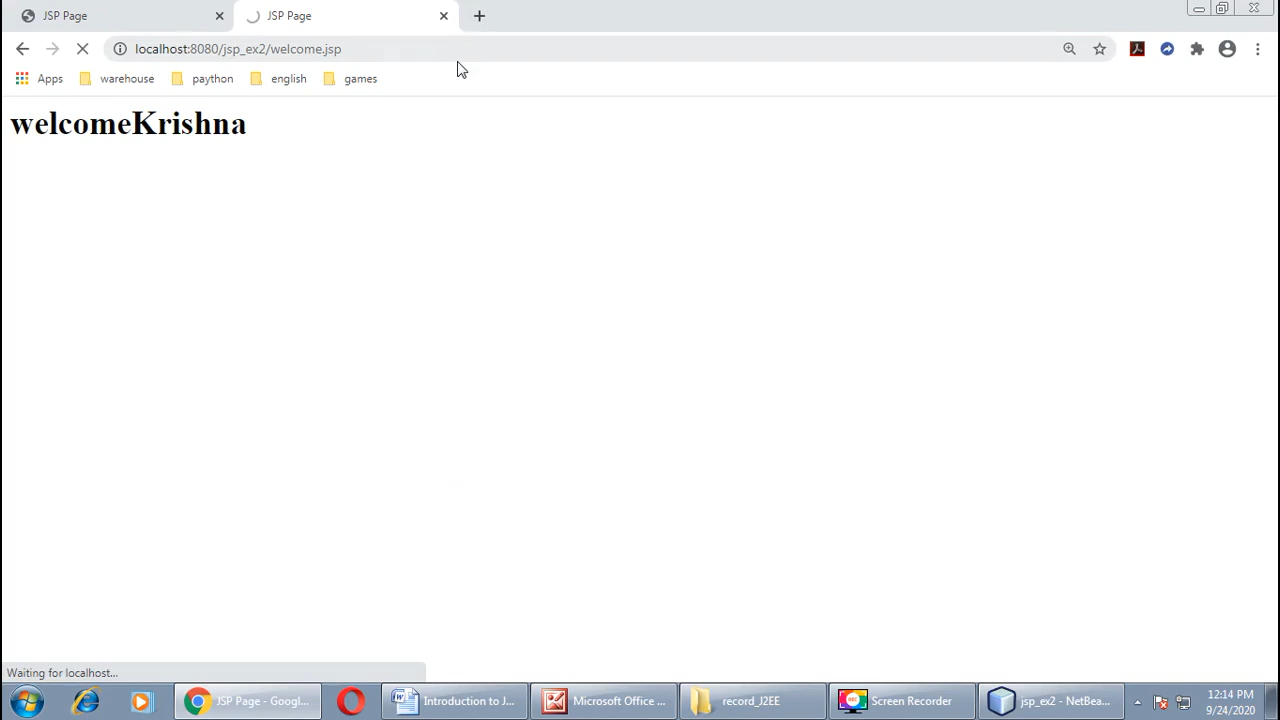 JSP Page
JSP Page
localhost:8080/jsp_ex2/welcome.jsp
Apps warehouse paython english games
welcomeKrishna
Waiting for localhost...
JSP Page - Googl...
Introduction to J...
Microsoft Office ...
record_J2EE
Screen Recorder
jsp_ex2 - NetBea...
12:14 PM
9/24/2020